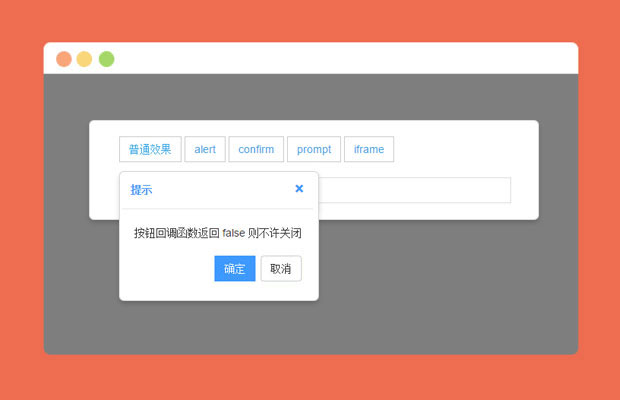 普通效果 alert confirm prompt iframe
提示 ×
按钮回调函数返回 false 则不许关闭
确定 取消